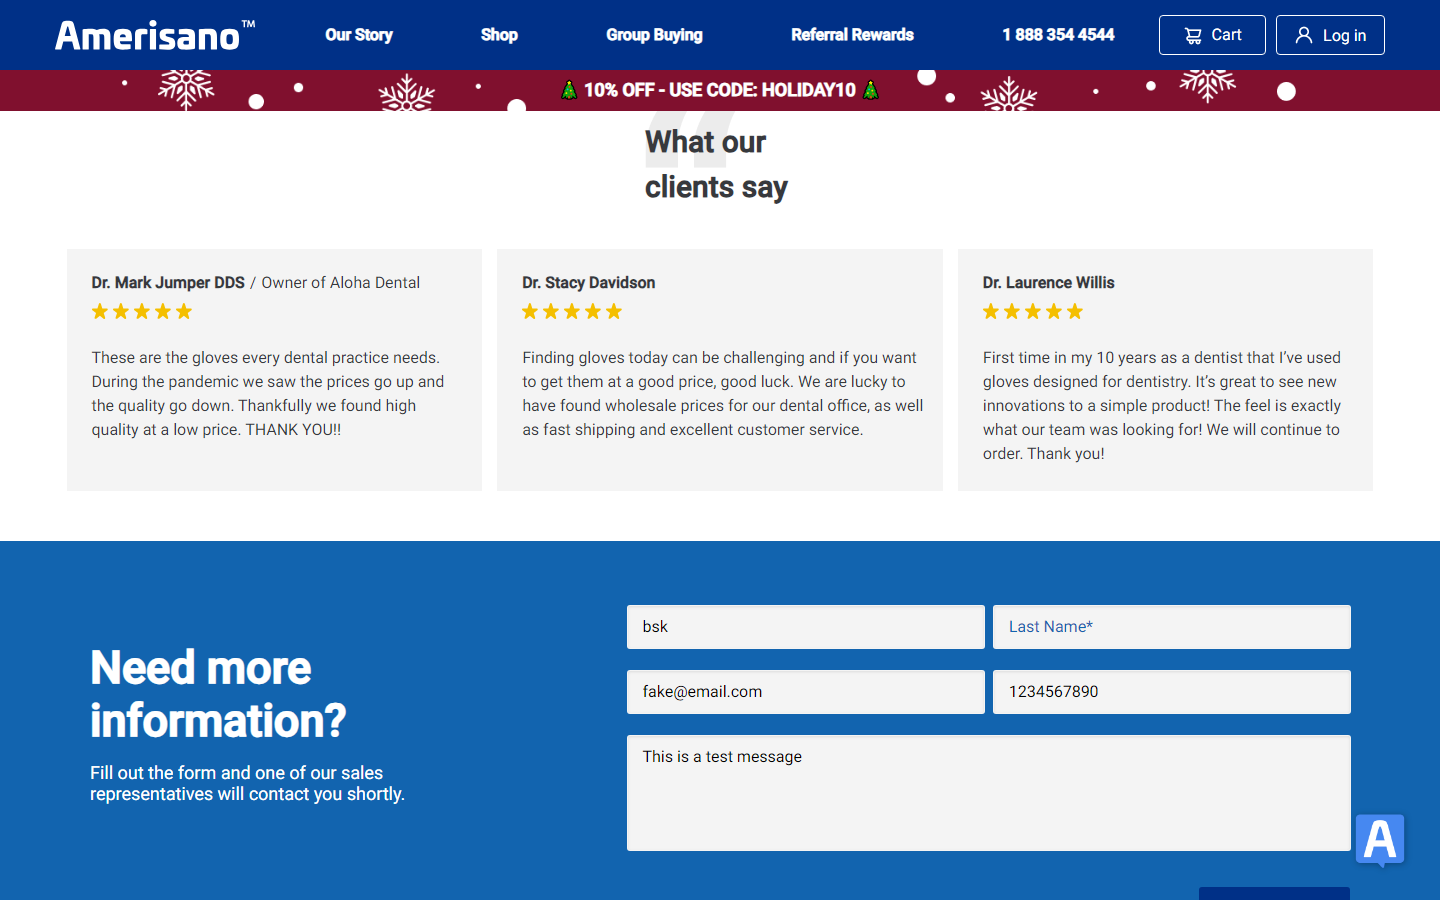 Amerisano™
Our Story
Shop
Group Buying
Referral Rewards
1 888 354 4544
Cart
Log in
10% OFF - USE CODE: HOLIDAY10
What our
clients say
Dr. Mark Jumper DDS / Owner of Aloha Dental
These are the gloves every dental practice needs.
During the pandemic we saw the prices go up and
the quality go down. Thankfully we found high
quality at a low price. THANK YOU!!
Dr. Stacy Davidson
Finding gloves today can be challenging and if you want
to get them at a good price, good luck. We are lucky to
have found wholesale prices for our dental office, as well
as fast shipping and excellent customer service.
Dr. Laurence Willis
First time in my 10 years as a dentist that I’ve used
gloves designed for dentistry. It’s great to see new
innovations to a simple product! The feel is exactly
what our team was looking for! We will continue to
order. Thank you!
Need more
information?
Fill out the form and one of our sales
representatives will contact you shortly.
bsk
Last Name*
fake@email.com
1234567890
This is a test message
A